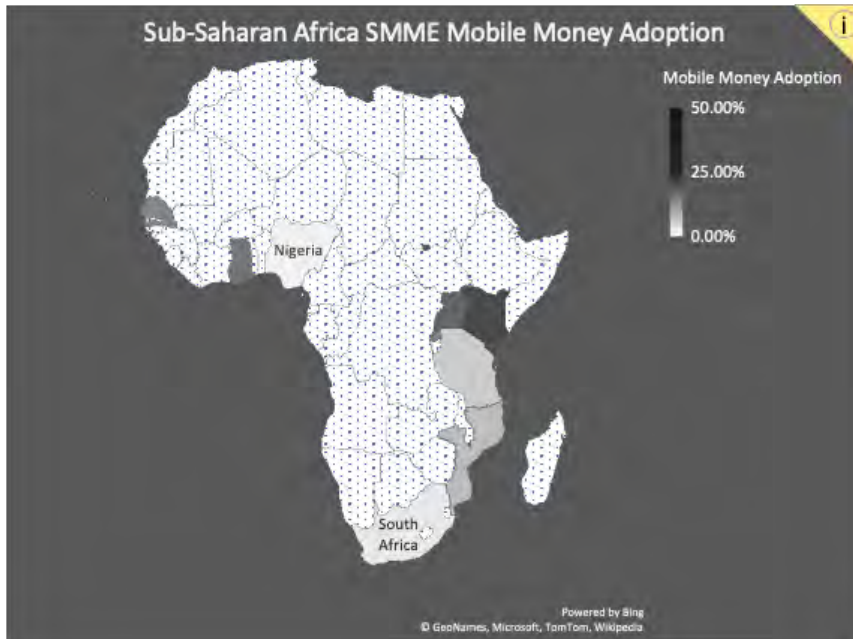 Sub-Saharan Africa SMME Mobile Money Adoption
i
Mobile Money Adoption
50.00%
25.00%
0.00%
Nigeria
South
Africa
Powered by Bing
© GeoNames, Microsoft, TomTom, Wikipedia